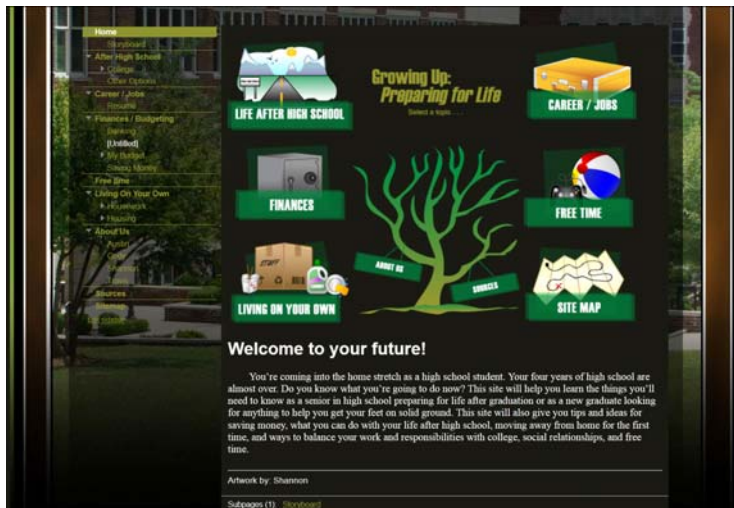 Home
Storyboard
After High School
College
Other Options
Career / Jobs
Resume
Finances / Budgeting
Banking
(Untitled)
My Budget
Saving Money
Free time
Living On Your Own
Housework
Housing
About Us
Austin
Shannon
Sources
Sitemap
LIFE AFTER HIGH SCHOOL
Growing Up:
Preparing for Life
Select a topic . . .
CAREER / JOBS
FINANCES
FREE TIME
ABOUT US
SOURCES
STUFF
LIVING ON YOUR OWN
SITE MAP
Welcome to your future!
You're coming into the home stretch as a high school student. Your four years of high school are
almost over. Do you know what you're going to do now? This site will help you learn the things you'll
need to know as a senior in high school preparing for life after graduation or as a new graduate looking
for anything to help you get your feet on solid ground. This site will also give you tips and ideas for
saving money, what you can do with your life after high school, moving away from home for the first
time, and ways to balance your work and responsibilities with college, social relationships, and free
time.
Artwork by: Shannon
Subpages (1): Storyboard